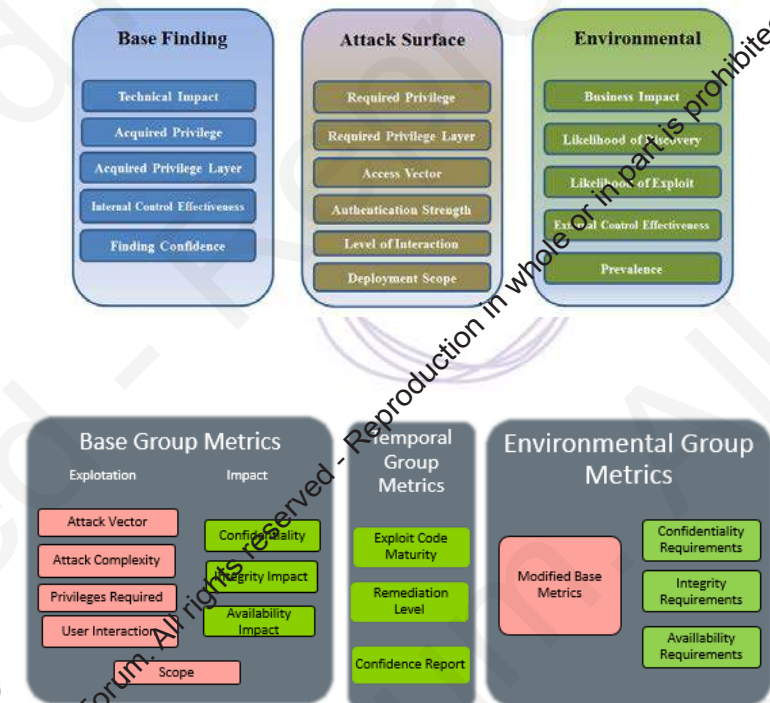 Base Finding
Technical Impact
Acquired Privilege
Acquired Privilege Layer
Internal Control Effectiveness
Finding Confidence
Attack Surface
Required Privilege
Required Privilege Layer
Access Vector
Authentication Strength
Level of Interaction
Deployment Scope
Environmental
Business Impact
Likelihood of Discovery
Likelihood of Exploit
External Control Effectiveness
Prevalence
Base Group Metrics
Explotation
Attack Vector
Attack Complexity
Privileges Required
User Interaction
Impact
Confidentiality
Integrity Impact
Availability
Impact
Scope
Temporal
Group
Metrics
Exploit Code
Maturity
Remediation
Level
Confidence Report
Environmental Group
Metrics
Modified Base
Metrics
Confidentiality
Requirements
Integrity
Requirements
Availlability
Requirements
Forum. All rights reserved - Reproduction in whole or in part is prohibited